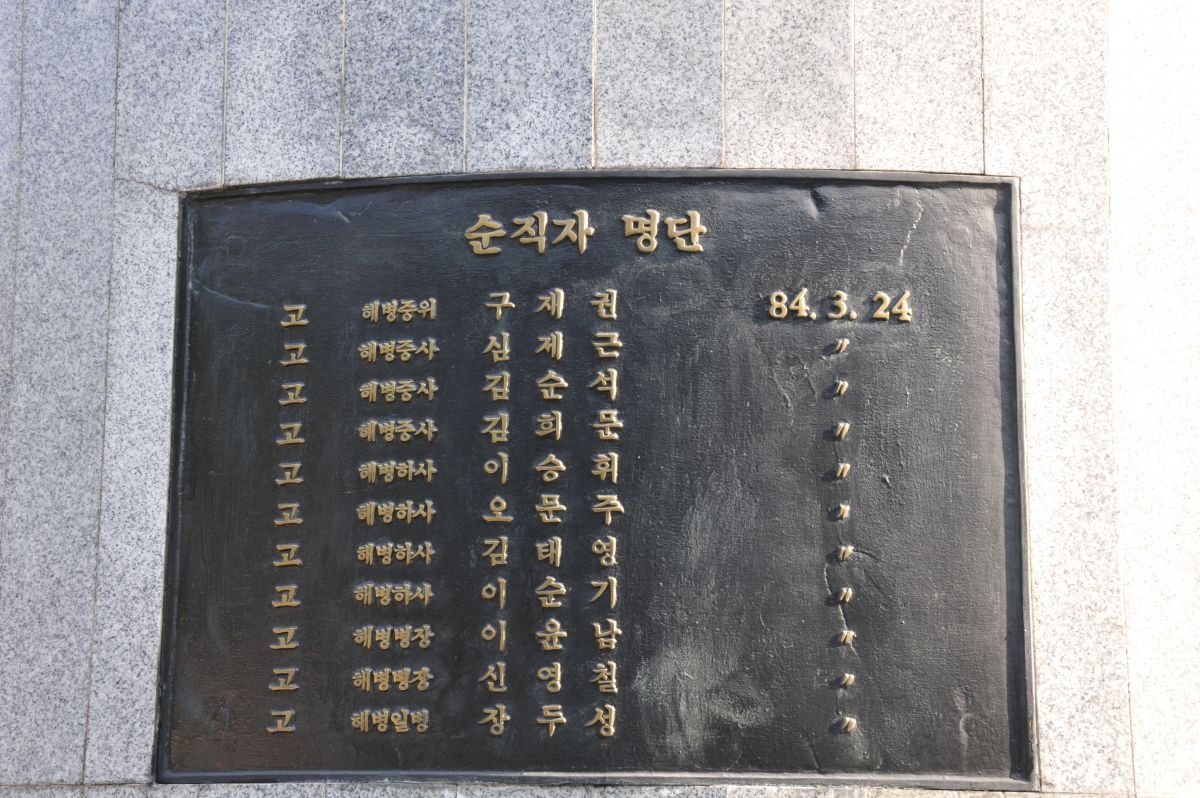 순직자 명단
고 해병중위 구재권 84. 3. 24
고 해병중사 심제근 〃
고 해병중사 김순석 〃
고 해병중사 김희문 〃
고 해병하사 이승휘 〃
고 해병하사 오문주 〃
고 해병하사 김태영 〃
고 해병하사 이순기 〃
고 해병병장 이윤남 〃
고 해병병장 신영철 〃
고 해병일병 장두성 〃